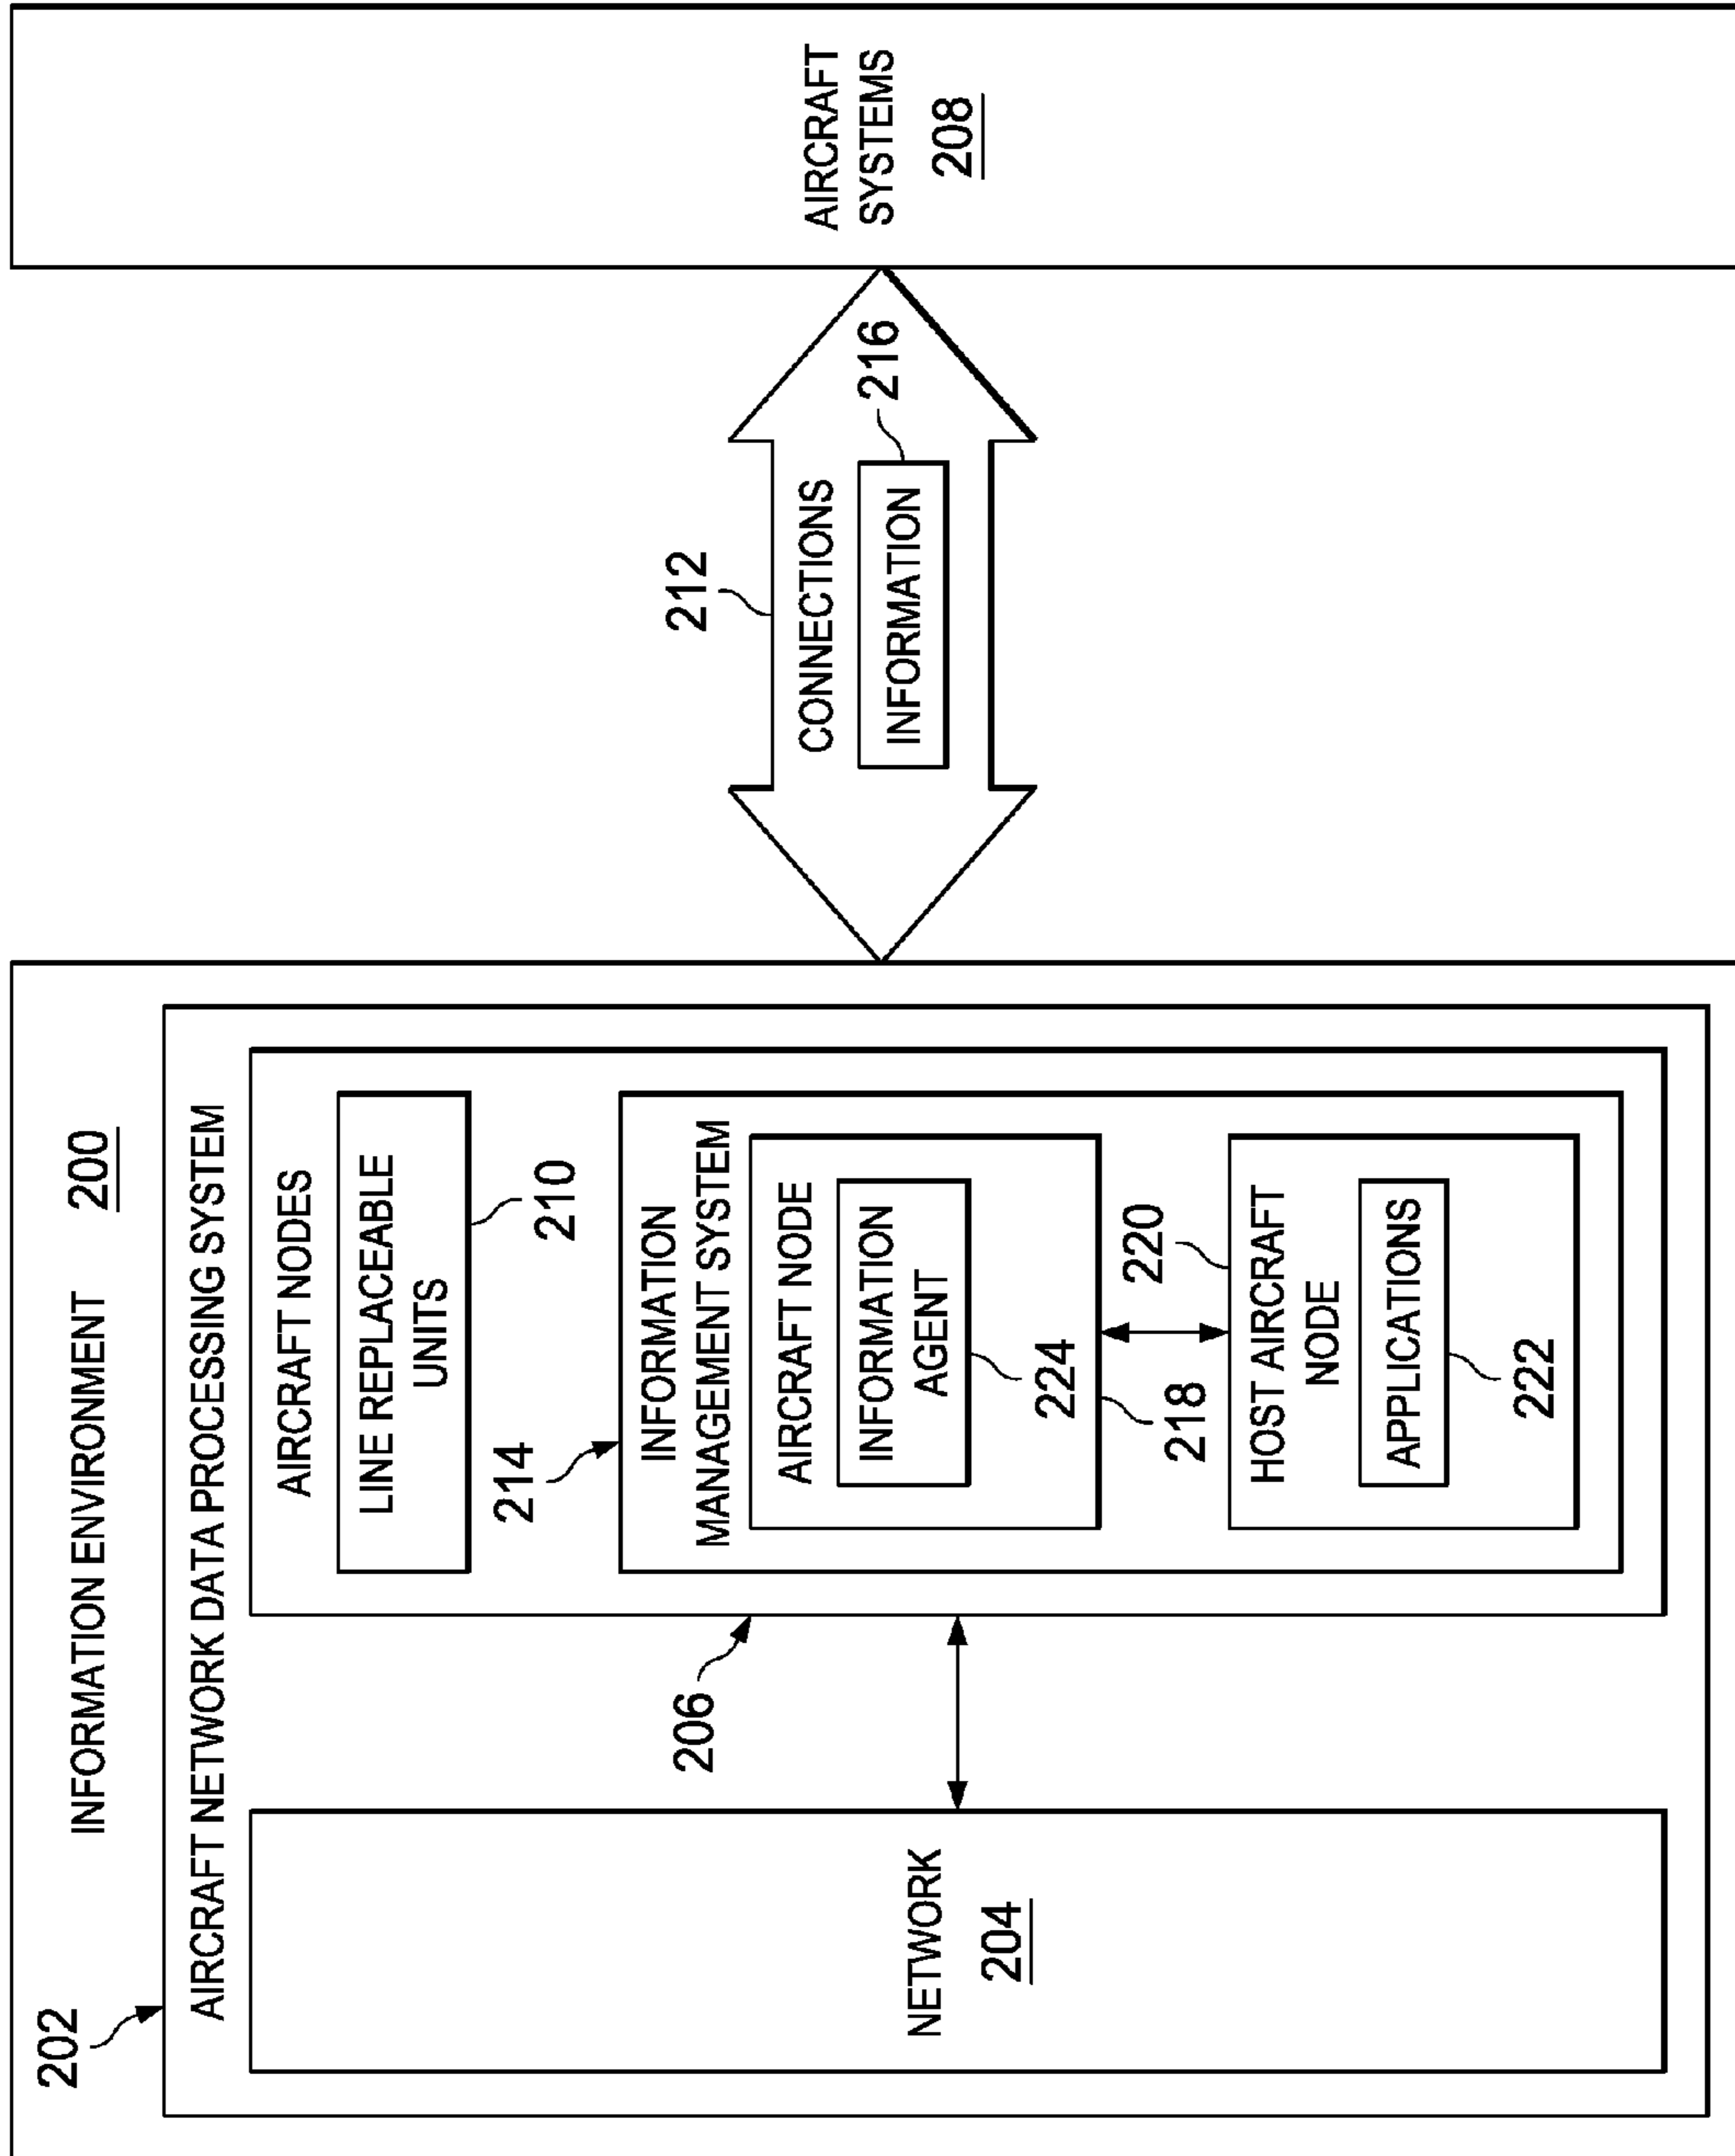 INFORMATION ENVIRONMENT 200
202
AIRCRAFT NETWORK DATA PROCESSING SYSTEM
NETWORK
204
206
AIRCRAFT NODES
LINE REPLACEABLE
UNITS
210
214
INFORMATION
MANAGEMENT SYSTEM
AIRCRAFT NODE
INFORMATION
AGENT
224
218
220
HOST AIRCRAFT
NODE
APPLICATIONS
222
212
CONNECTIONS
INFORMATION
216
AIRCRAFT
SYSTEMS
208